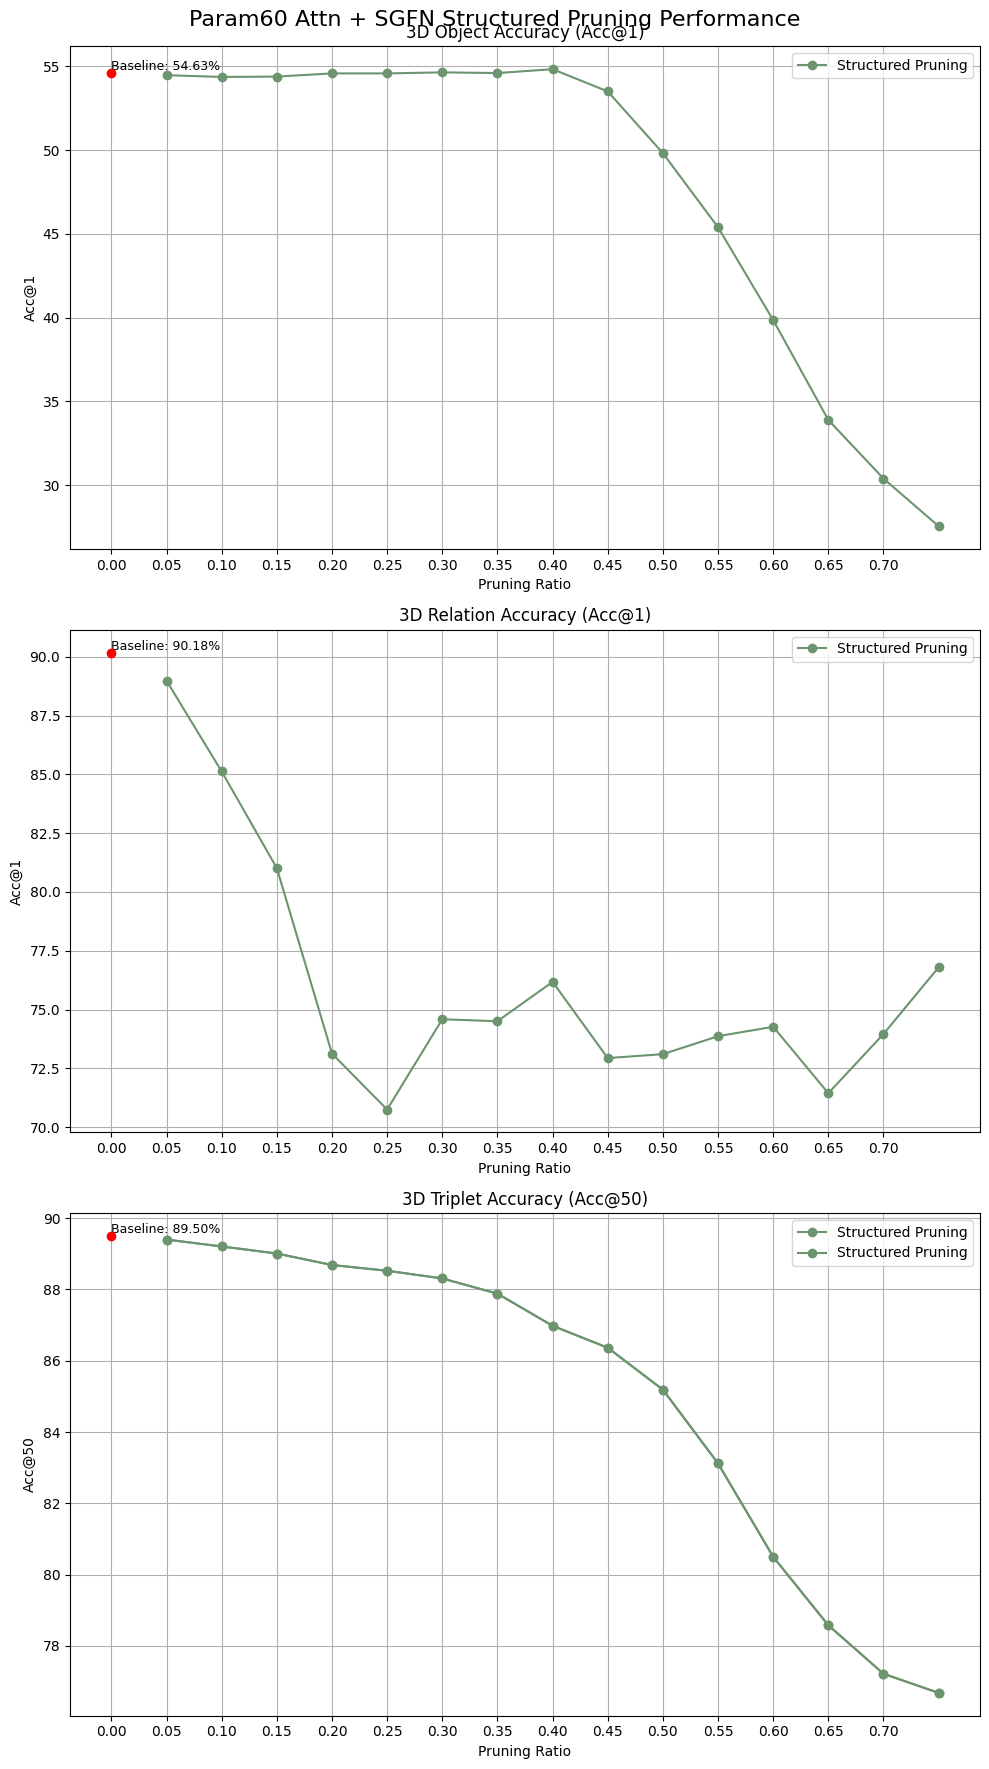 Param60 Attn + SGFN Structured Pruning Performance
3D Object Accuracy (Acc@1)
Baseline: 54.63%
Structured Pruning
55
50
45
40
35
30
Acc@1
0.00 0.05 0.10 0.15 0.20 0.25 0.30 0.35 0.40 0.45 0.50 0.55 0.60 0.65 0.70
Pruning Ratio
3D Relation Accuracy (Acc@1)
Baseline: 90.18%
Structured Pruning
90.0
87.5
85.0
82.5
80.0
77.5
75.0
72.5
70.0
Acc@1
0.00 0.05 0.10 0.15 0.20 0.25 0.30 0.35 0.40 0.45 0.50 0.55 0.60 0.65 0.70
Pruning Ratio
3D Triplet Accuracy (Acc@50)
Baseline: 89.50%
Structured Pruning
Structured Pruning
90
88
86
84
82
80
78
Acc@50
0.00 0.05 0.10 0.15 0.20 0.25 0.30 0.35 0.40 0.45 0.50 0.55 0.60 0.65 0.70
Pruning Ratio